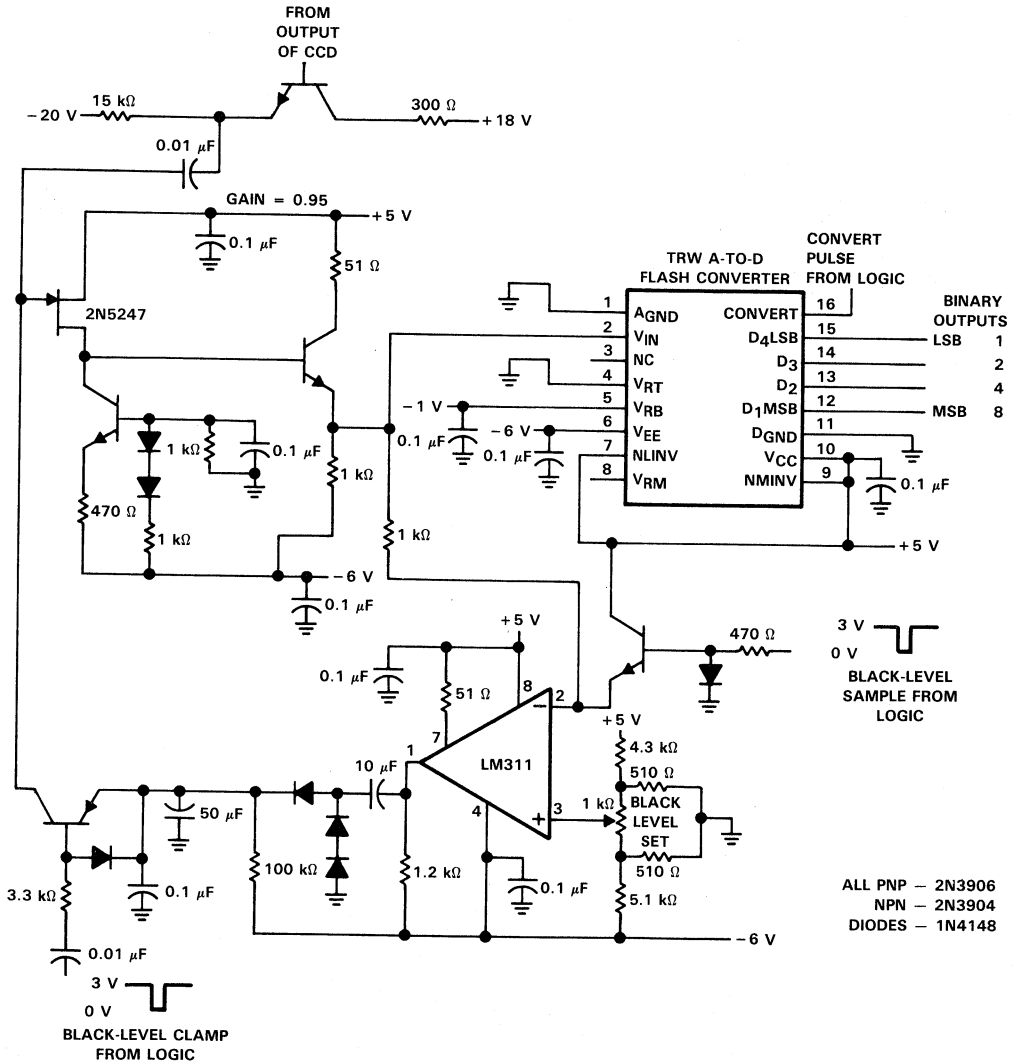 FROM
OUTPUT
OF CCD
−20 V
15 kΩ
300 Ω
+18 V
0.01 μF
GAIN = 0.95
+5 V
0.1 μF
51 Ω
2N5247
1 kΩ
0.1 μF
470 Ω
1 kΩ
1 kΩ
1 kΩ
−6 V
0.1 μF
TRW A-TO-D
FLASH CONVERTER
CONVERT
PULSE
FROM LOGIC
BINARY
OUTPUTS
1 AGND CONVERT 16
2 VIN D4LSB 15 LSB 1
3 NC D3 14 2
4 VRT D2 13 4
−1 V 5 VRB D1MSB 12 MSB 8
0.1 μF
−6 V 6 VEE DGND 11
0.1 μF
7 NLINV VCC 10
8 VRM NMINV 9
0.1 μF
+5 V
+5 V
0.1 μF
51 Ω
8
2
7
1
LM311
4
3
−
+
470 Ω
3 V
0 V
BLACK-LEVEL
SAMPLE FROM
LOGIC
+5 V
4.3 kΩ
510 Ω
1 kΩ
BLACK
LEVEL
SET
510 Ω
5.1 kΩ
10 μF
50 μF
100 kΩ
1.2 kΩ
0.1 μF
0.1 μF
3.3 kΩ
0.01 μF
−6 V
3 V
0 V
BLACK-LEVEL CLAMP
FROM LOGIC
ALL PNP − 2N3906
NPN − 2N3904
DIODES − 1N4148